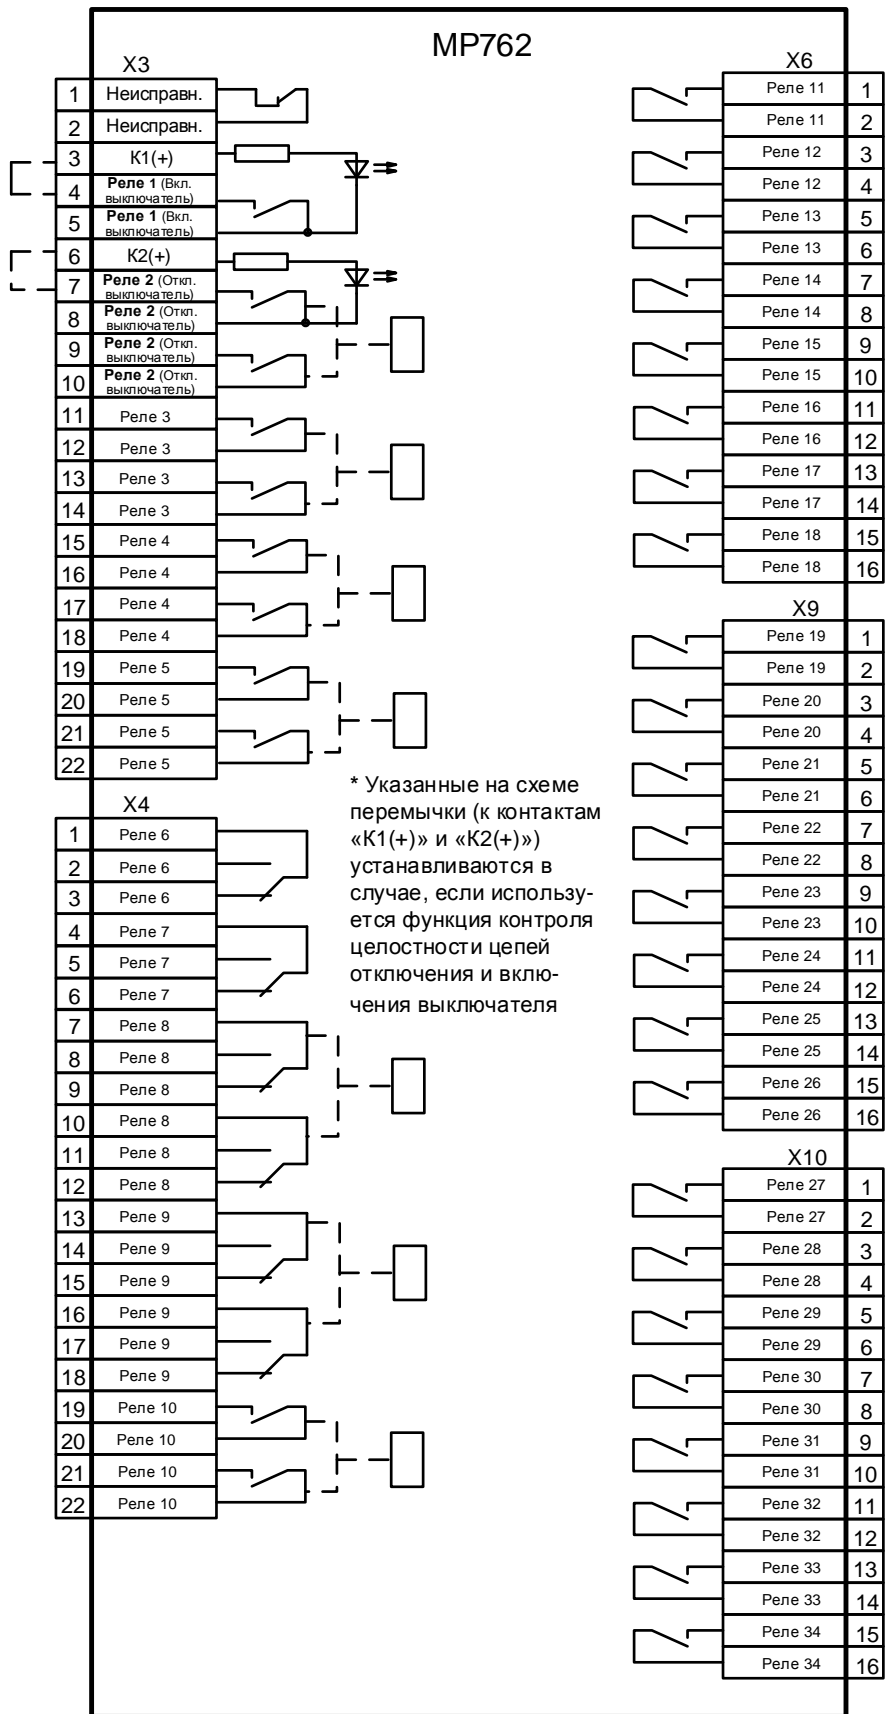 МР762
X3
1 Неисправн.
2 Неисправн.
3 К1(+)
4 Реле 1 (Вкл.
выключатель)
5 Реле 1 (Вкл.
выключатель)
6 К2(+)
7 Реле 2 (Откл.
выключатель)
8 Реле 2 (Откл.
выключатель)
9 Реле 2 (Откл.
выключатель)
10 Реле 2 (Откл.
выключатель)
11 Реле 3
12 Реле 3
13 Реле 3
14 Реле 3
15 Реле 4
16 Реле 4
17 Реле 4
18 Реле 4
19 Реле 5
20 Реле 5
21 Реле 5
22 Реле 5
X4
1 Реле 6
2 Реле 6
3 Реле 6
4 Реле 7
5 Реле 7
6 Реле 7
7 Реле 8
8 Реле 8
9 Реле 8
10 Реле 8
11 Реле 8
12 Реле 8
13 Реле 9
14 Реле 9
15 Реле 9
16 Реле 9
17 Реле 9
18 Реле 9
19 Реле 10
20 Реле 10
21 Реле 10
22 Реле 10
* Указанные на схеме
перемычки (к контактам
«К1(+)» и «К2(+)»)
устанавливаются в
случае, если использу-
ется функция контроля
целостности цепей
отключения и вклю-
чения выключателя
X6
Реле 11 1
Реле 11 2
Реле 12 3
Реле 12 4
Реле 13 5
Реле 13 6
Реле 14 7
Реле 14 8
Реле 15 9
Реле 15 10
Реле 16 11
Реле 16 12
Реле 17 13
Реле 17 14
Реле 18 15
Реле 18 16
X9
Реле 19 1
Реле 19 2
Реле 20 3
Реле 20 4
Реле 21 5
Реле 21 6
Реле 22 7
Реле 22 8
Реле 23 9
Реле 23 10
Реле 24 11
Реле 24 12
Реле 25 13
Реле 25 14
Реле 26 15
Реле 26 16
X10
Реле 27 1
Реле 27 2
Реле 28 3
Реле 28 4
Реле 29 5
Реле 29 6
Реле 30 7
Реле 30 8
Реле 31 9
Реле 31 10
Реле 32 11
Реле 32 12
Реле 33 13
Реле 33 14
Реле 34 15
Реле 34 16